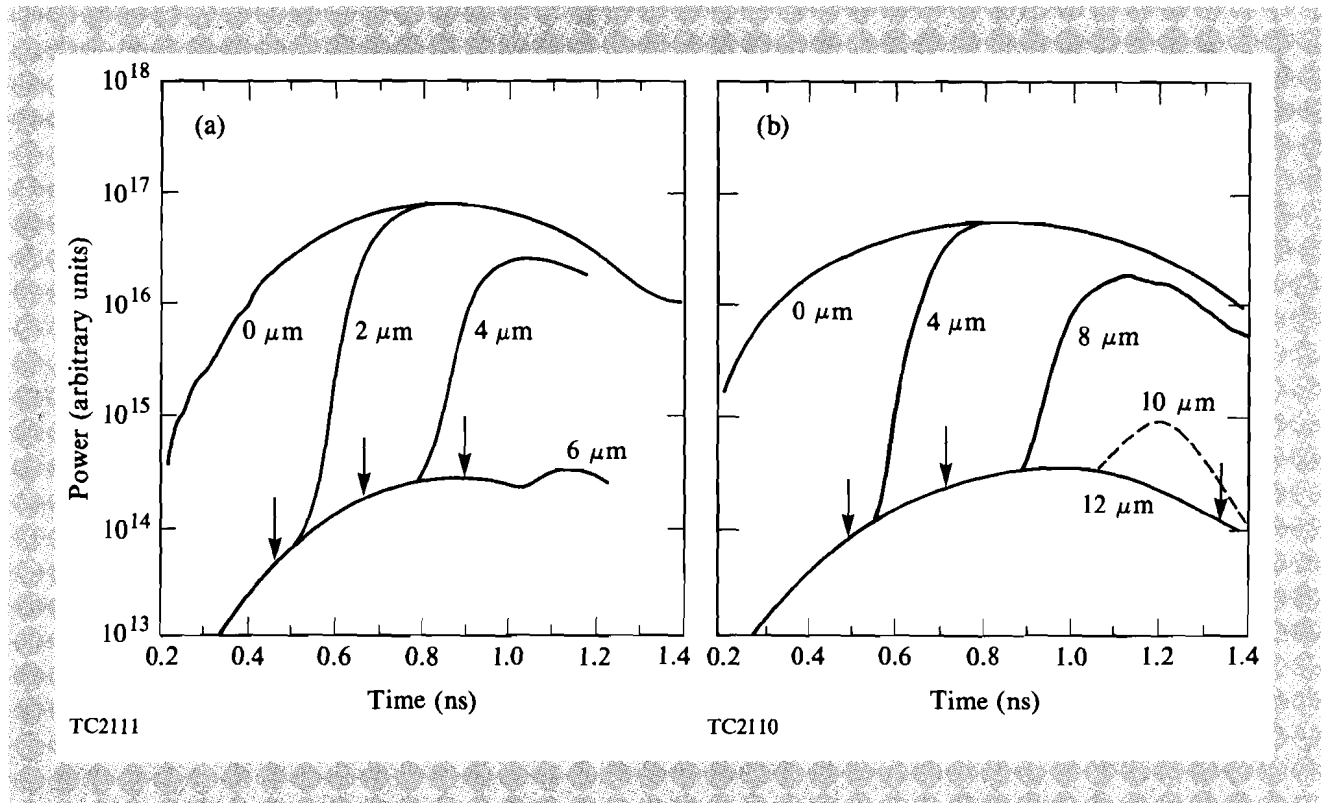 Power (arbitrary units)
10^18
10^17
10^16
10^15
10^14
10^13
(a)
0 μm
2 μm
4 μm
6 μm
0.2 0.4 0.6 0.8 1.0 1.2 1.4
Time (ns)
TC2111
(b)
0 μm
4 μm
8 μm
10 μm
12 μm
0.2 0.4 0.6 0.8 1.0 1.2 1.4
Time (ns)
TC2110